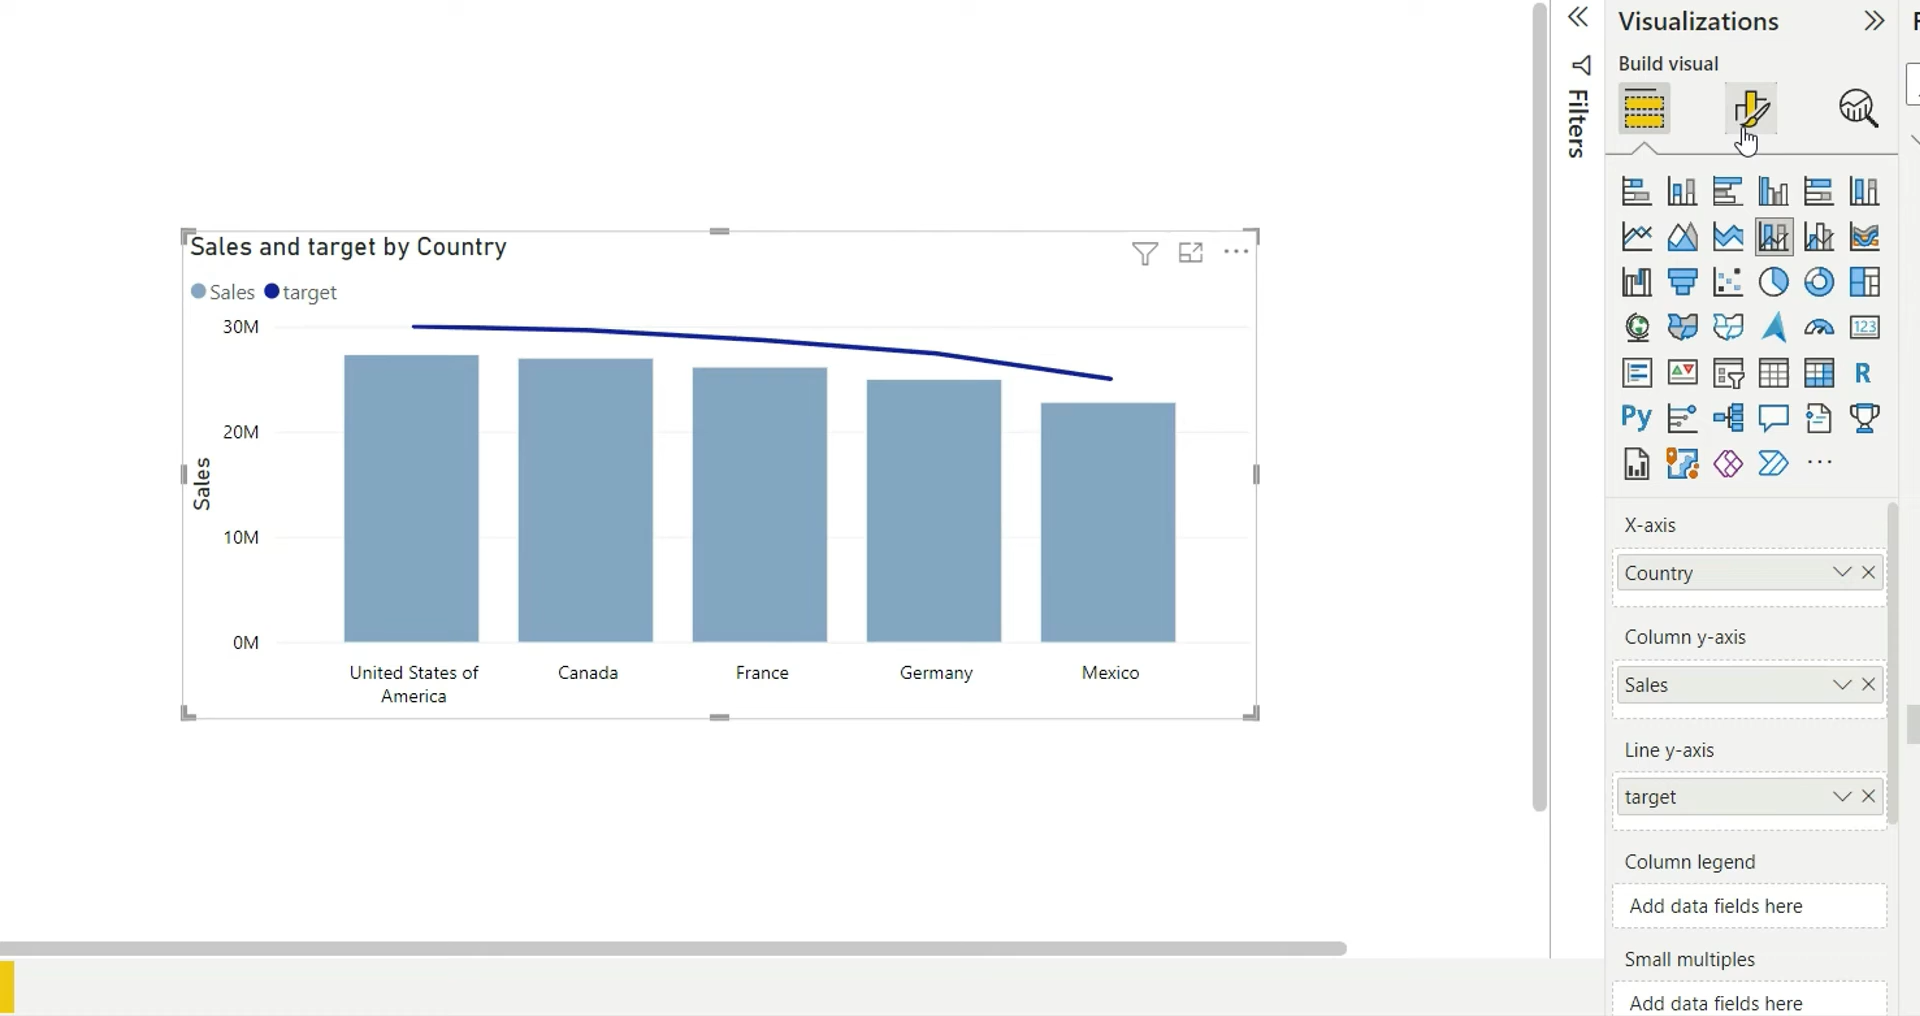 Sales and target by Country
Sales target
30M
20M
10M
0M
Sales
United States of
America
Canada
France
Germany
Mexico
Filters
Visualizations
Build visual
123
R
Py
X-axis
Country
Column y-axis
Sales
Line y-axis
target
Column legend
Add data fields here
Small multiples
Add data fields here